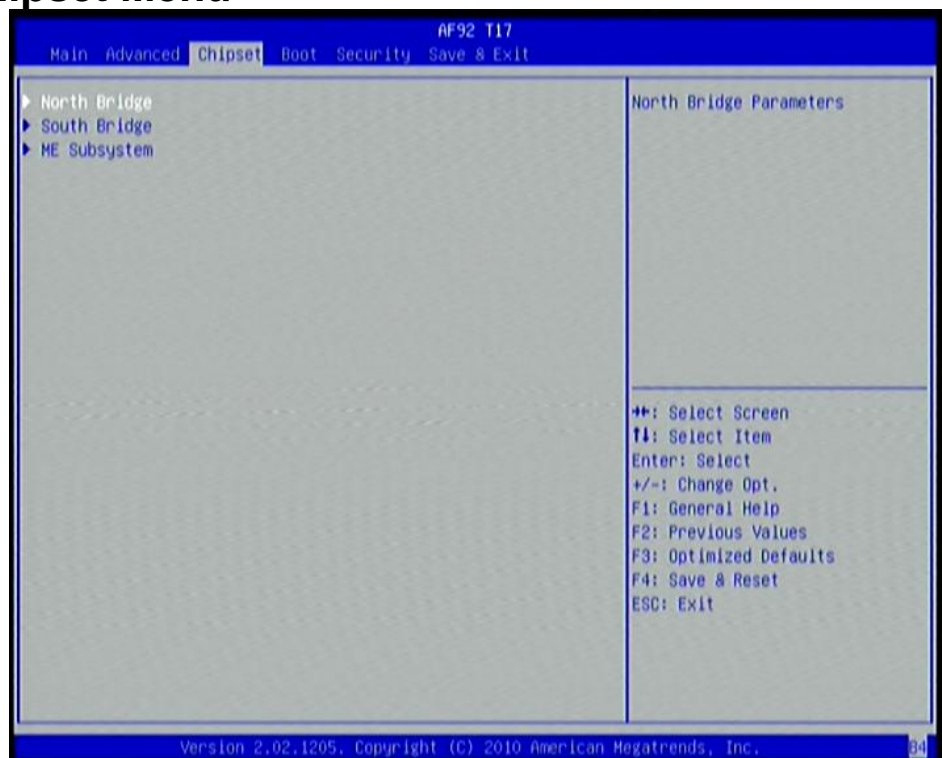 AF92 T17
Main Advanced Chipset Boot Security Save & Exit
North Bridge
South Bridge
ME Subsystem
North Bridge Parameters
→←: Select Screen
↑↓: Select Item
Enter: Select
+/-: Change Opt.
F1: General Help
F2: Previous Values
F3: Optimized Defaults
F4: Save & Reset
ESC: Exit
Version 2.02.1205. Copyright (C) 2010 American Megatrends, Inc.
B4